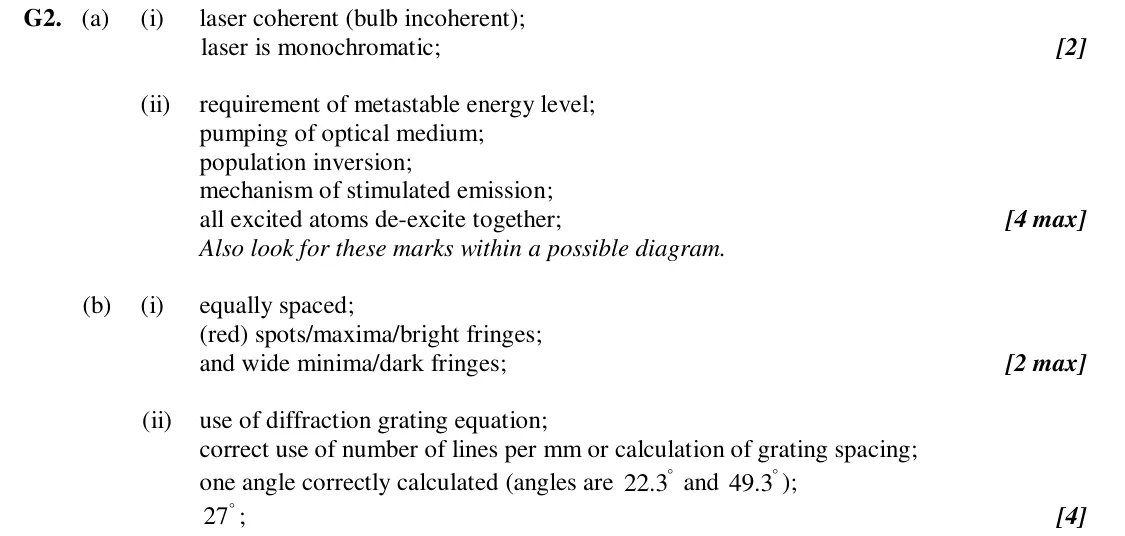 G2. (a) (i) laser coherent (bulb incoherent);
laser is monochromatic; [2]
(ii) requirement of metastable energy level;
pumping of optical medium;
population inversion;
mechanism of stimulated emission;
all excited atoms de-excite together; [4 max]
Also look for these marks within a possible diagram.
(b) (i) equally spaced;
(red) spots/maxima/bright fringes;
and wide minima/dark fringes; [2 max]
(ii) use of diffraction grating equation;
correct use of number of lines per mm or calculation of grating spacing;
one angle correctly calculated (angles are 22.3° and 49.3°);
27°; [4]